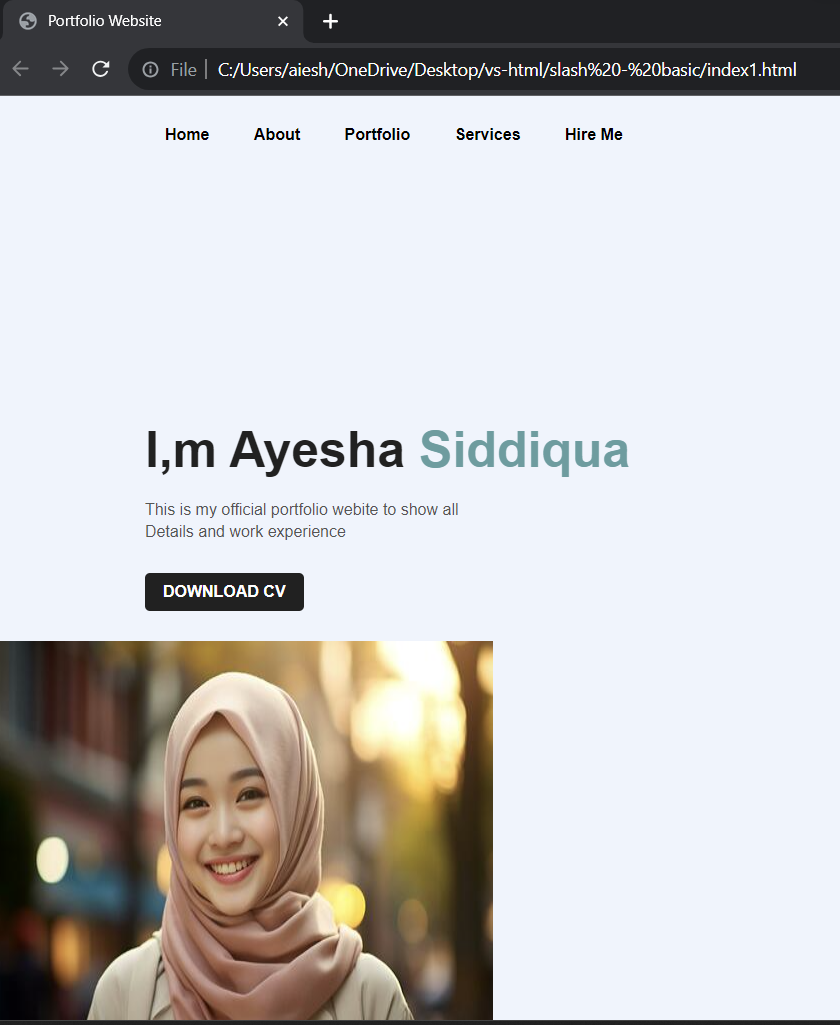 Portfolio Website
File C:/Users/aiesh/OneDrive/Desktop/vs-html/slash%20-%20basic/index1.html
Home About Portfolio Services Hire Me
I,m Ayesha Siddiqua
This is my official portfolio webite to show all
Details and work experience
DOWNLOAD CV